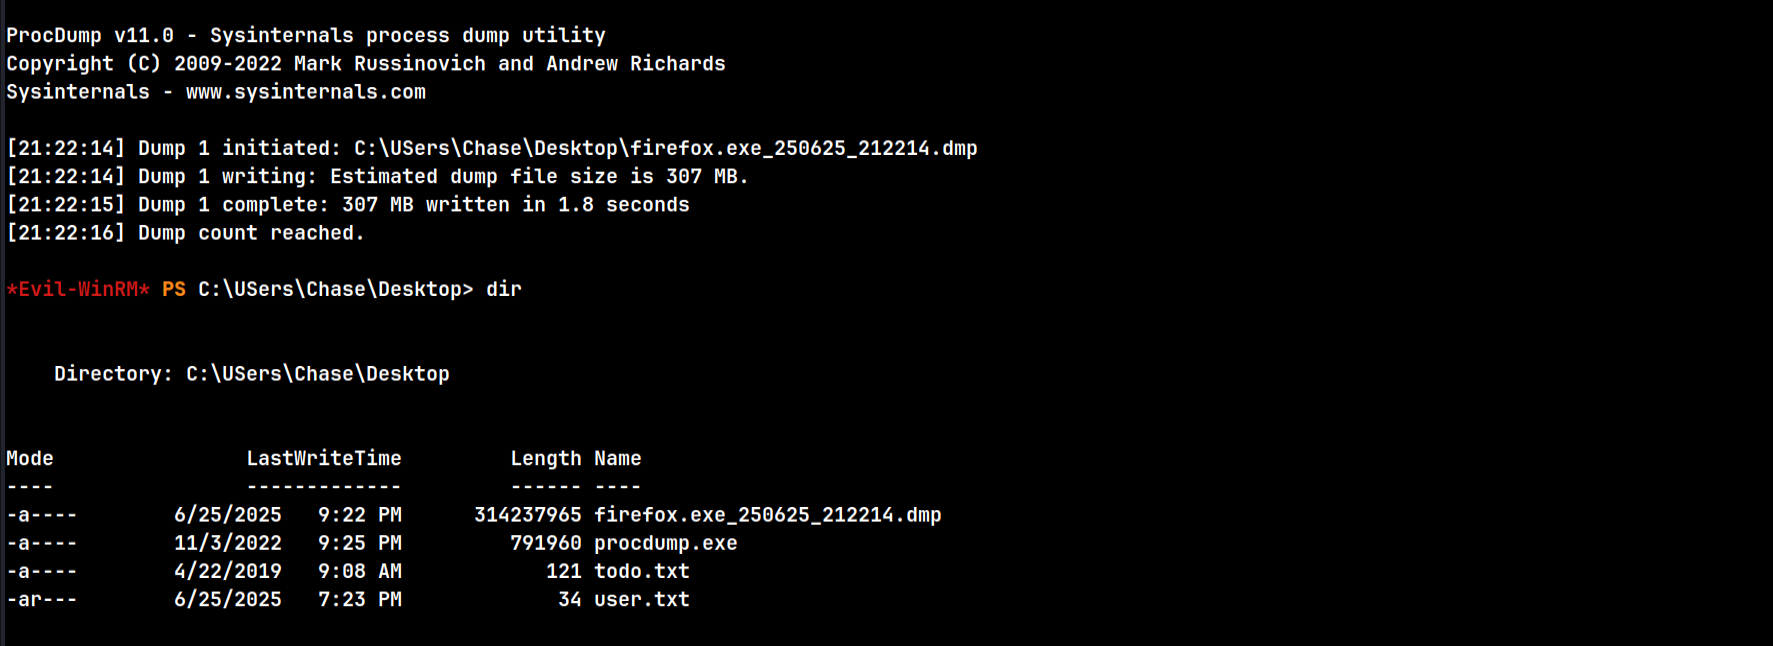 ProcDump v11.0 - Sysinternals process dump utility
Copyright (C) 2009-2022 Mark Russinovich and Andrew Richards
Sysinternals - www.sysinternals.com
[21:22:14] Dump 1 initiated: C:\USers\Chase\Desktop\firefox.exe_250625_212214.dmp
[21:22:14] Dump 1 writing: Estimated dump file size is 307 MB.
[21:22:15] Dump 1 complete: 307 MB written in 1.8 seconds
[21:22:16] Dump count reached.
*Evil-WinRM* PS C:\USers\Chase\Desktop> dir
Directory: C:\USers\Chase\Desktop
Mode                LastWriteTime         Length Name
----                -------------         ------ ----
-a----        6/25/2025   9:22 PM      314237965 firefox.exe_250625_212214.dmp
-a----        11/3/2022   9:25 PM         791960 procdump.exe
-a----        4/22/2019   9:08 AM            121 todo.txt
-ar---        6/25/2025   7:23 PM             34 user.txt